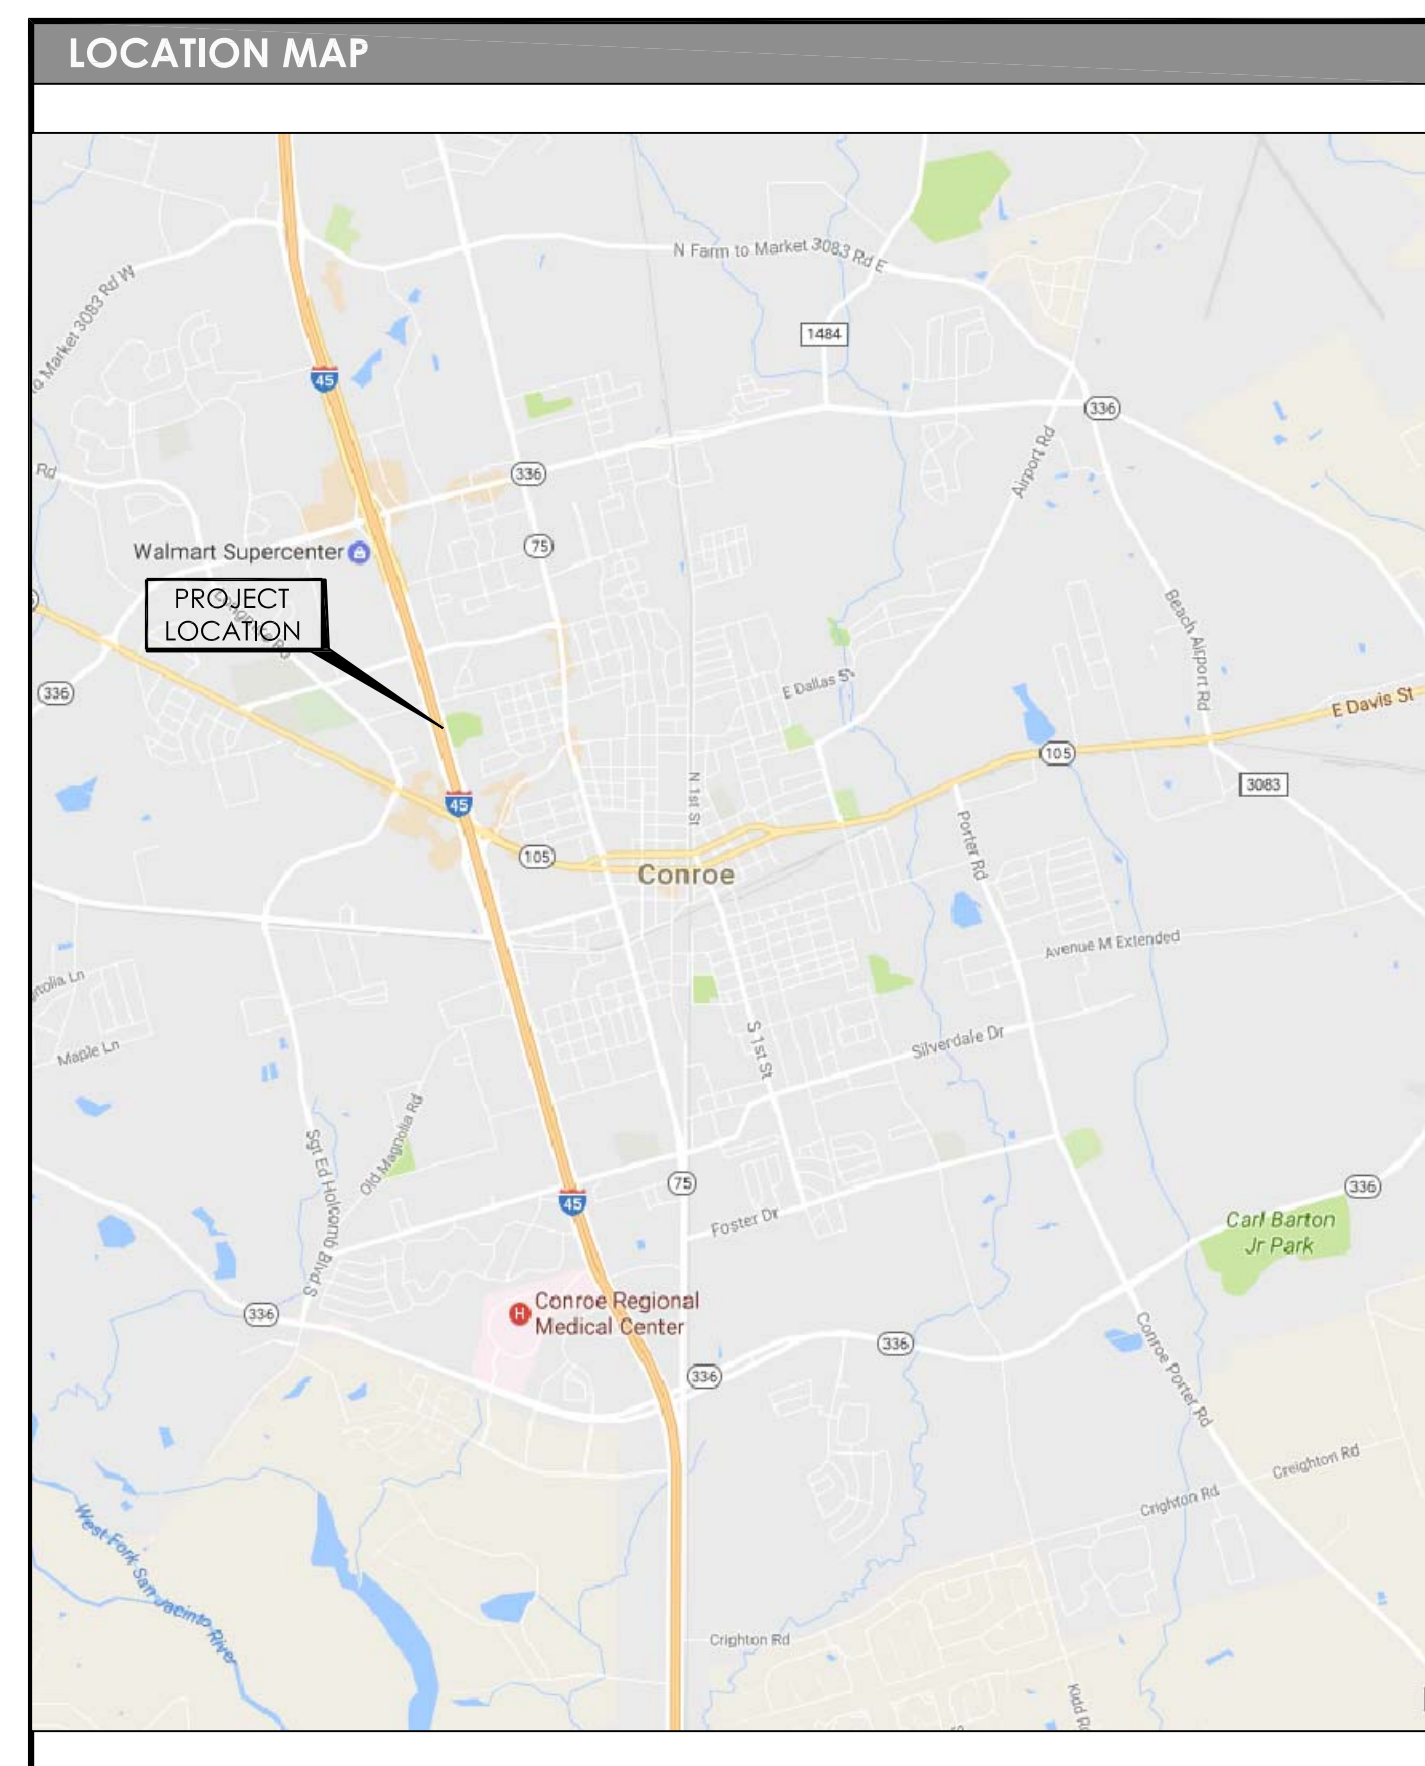 LOCATION MAP
N Farm to Market 3083 Rd E
Market 3083 Rd W
1484
45
336
Rd
336
Airport Rd
75
Walmart Supercenter
PROJECT
LOCATION
Beach Airport Rd
E Dallas St
336
E Davis St
105
3083
N 1st St
45
Porter Rd
105
Conroe
Avenue M Extended
Maple Ln
S 1st St
Silverdale Dr
Old Magnolia Rd
Sgt Ed Holcomb Blvd S
75
336
45
Foster Dr
Carl Barton
Jr Park
Conroe Regional
Medical Center
H
336
336
336
Conroe Porter Rd
Creighton Rd
Crighton Rd
West Fork San Jacinto River
Crighton Rd
Kidd R